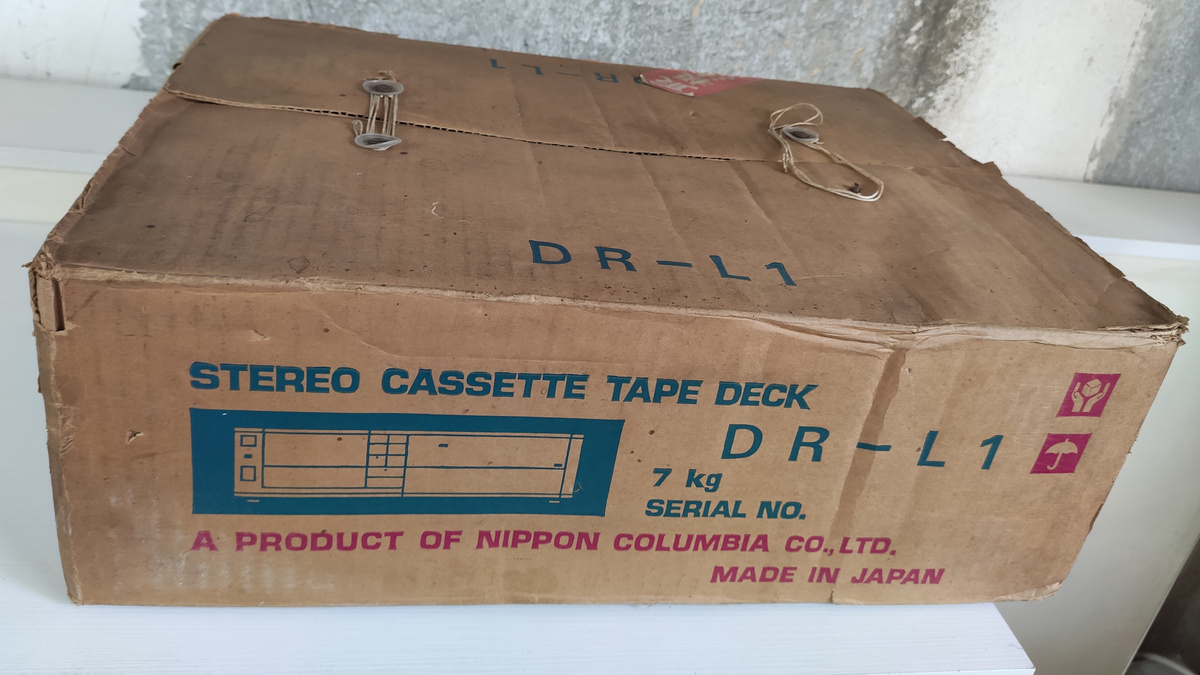 DR-L1
DR-L1
STEREO CASSETTE TAPE DECK
DR-L1
7 kg
SERIAL NO.
A PRODUCT OF NIPPON COLUMBIA CO.,LTD.
MADE IN JAPAN